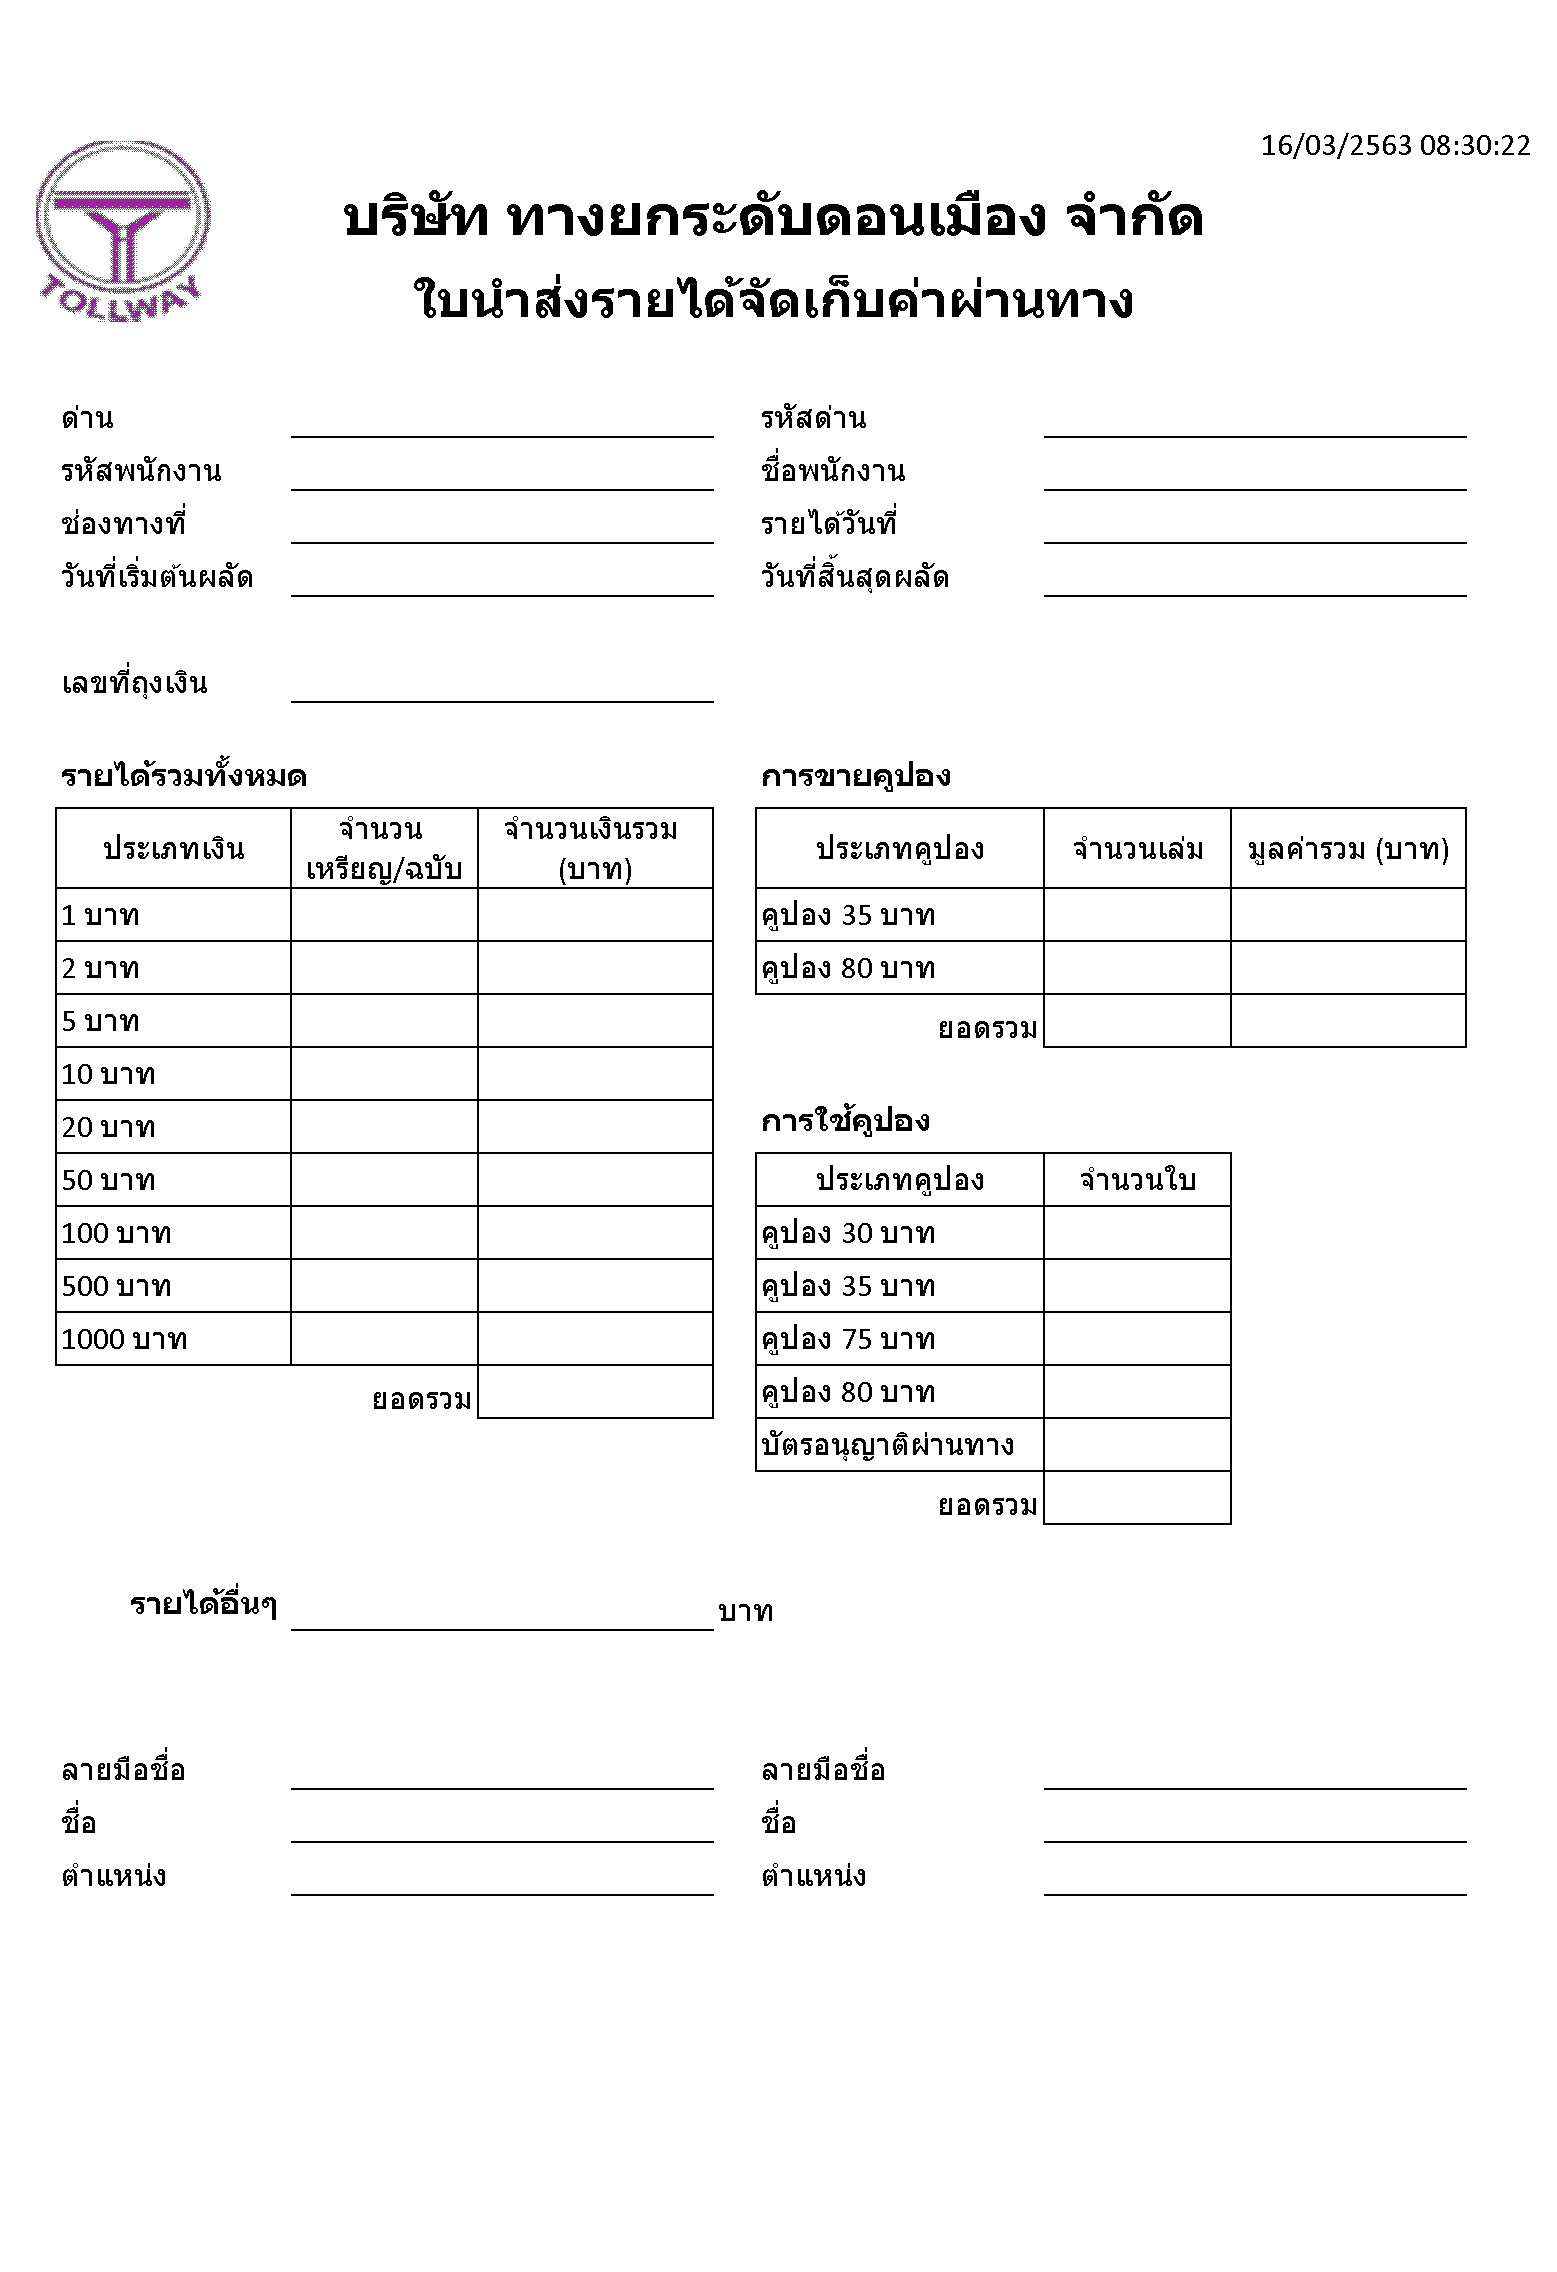 16/03/2563 08:30:22
TOLLWAY
บริษัท ทางยกระดับดอนเมือง จำกัด
ใบนำส่งรายได้จัดเก็บค่าผ่านทาง
ด่าน รหัสด่าน
รหัสพนักงาน ชื่อพนักงาน
ช่องทางที่ รายได้วันที่
วันที่เริ่มต้นผลัด วันที่สิ้นสุดผลัด
เลขที่ถุงเงิน
รายได้รวมทั้งหมด
ประเภทเงิน จำนวน เหรียญ/ฉบับ จำนวนเงินรวม (บาท)
1 บาท
2 บาท
5 บาท
10 บาท
20 บาท
50 บาท
100 บาท
500 บาท
1000 บาท
ยอดรวม
การขายคูปอง
ประเภทคูปอง จำนวนเล่ม มูลค่ารวม (บาท)
คูปอง 35 บาท
คูปอง 80 บาท
ยอดรวม
การใช้คูปอง
ประเภทคูปอง จำนวนใบ
คูปอง 30 บาท
คูปอง 35 บาท
คูปอง 75 บาท
คูปอง 80 บาท
บัตรอนุญาติผ่านทาง
ยอดรวม
รายได้อื่นๆ บาท
ลายมือชื่อ ลายมือชื่อ
ชื่อ ชื่อ
ตำแหน่ง ตำแหน่ง